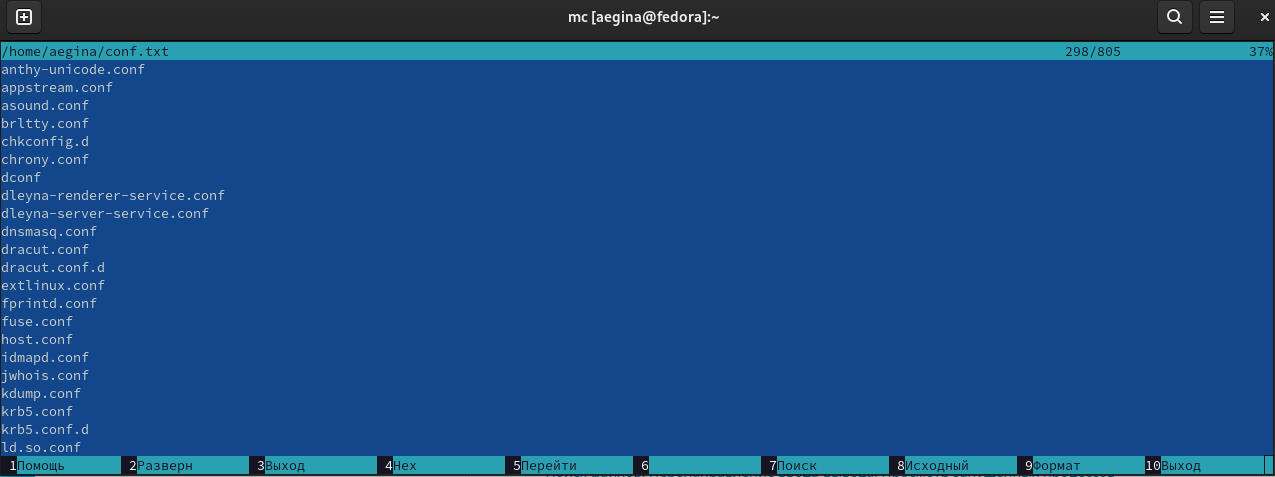 mc [aegina@fedora]:~
/home/aegina/conf.txt 298/805 37%
anthy-unicode.conf
appstream.conf
asound.conf
brltty.conf
chkconfig.d
chrony.conf
dconf
dleyna-renderer-service.conf
dleyna-server-service.conf
dnsmasq.conf
dracut.conf
dracut.conf.d
extlinux.conf
fprintd.conf
fuse.conf
host.conf
idmapd.conf
jwhois.conf
kdump.conf
krb5.conf
krb5.conf.d
ld.so.conf
1Помощь 2Разверн 3Выход 4Hex 5Перейти 6 7Поиск 8Исходный 9Формат 10Выход